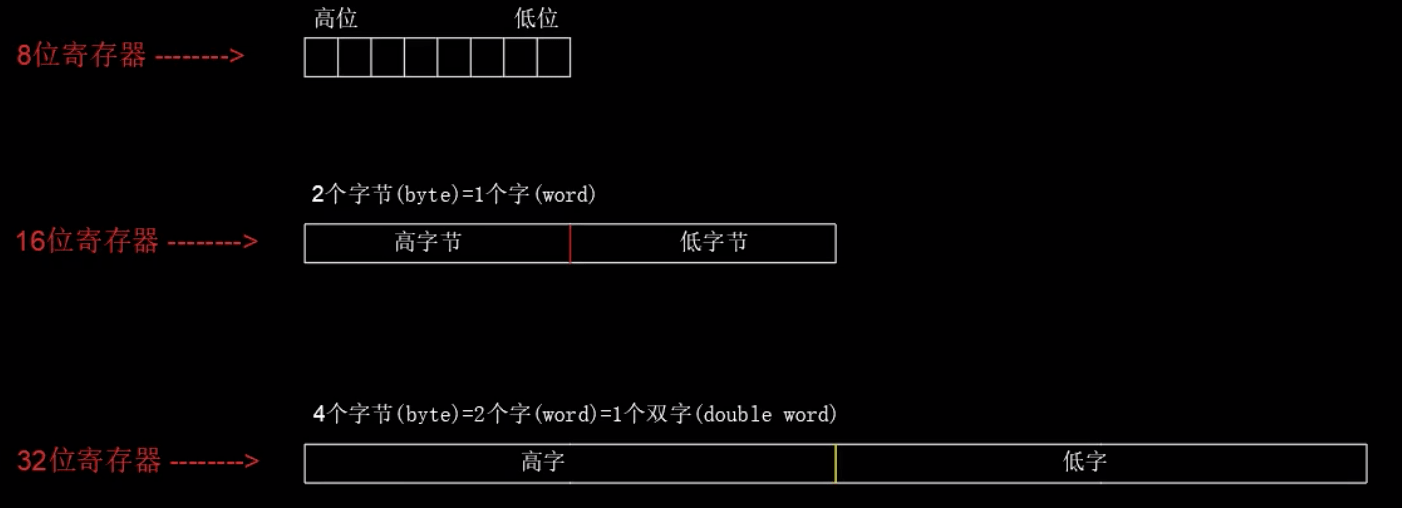 高位 低位
8位寄存器 -------->
2个字节(byte)=1个字(word)
16位寄存器 -------->
高字节 低字节
4个字节(byte)=2个字(word)=1个双字(double word)
32位寄存器 -------->
高字 低字